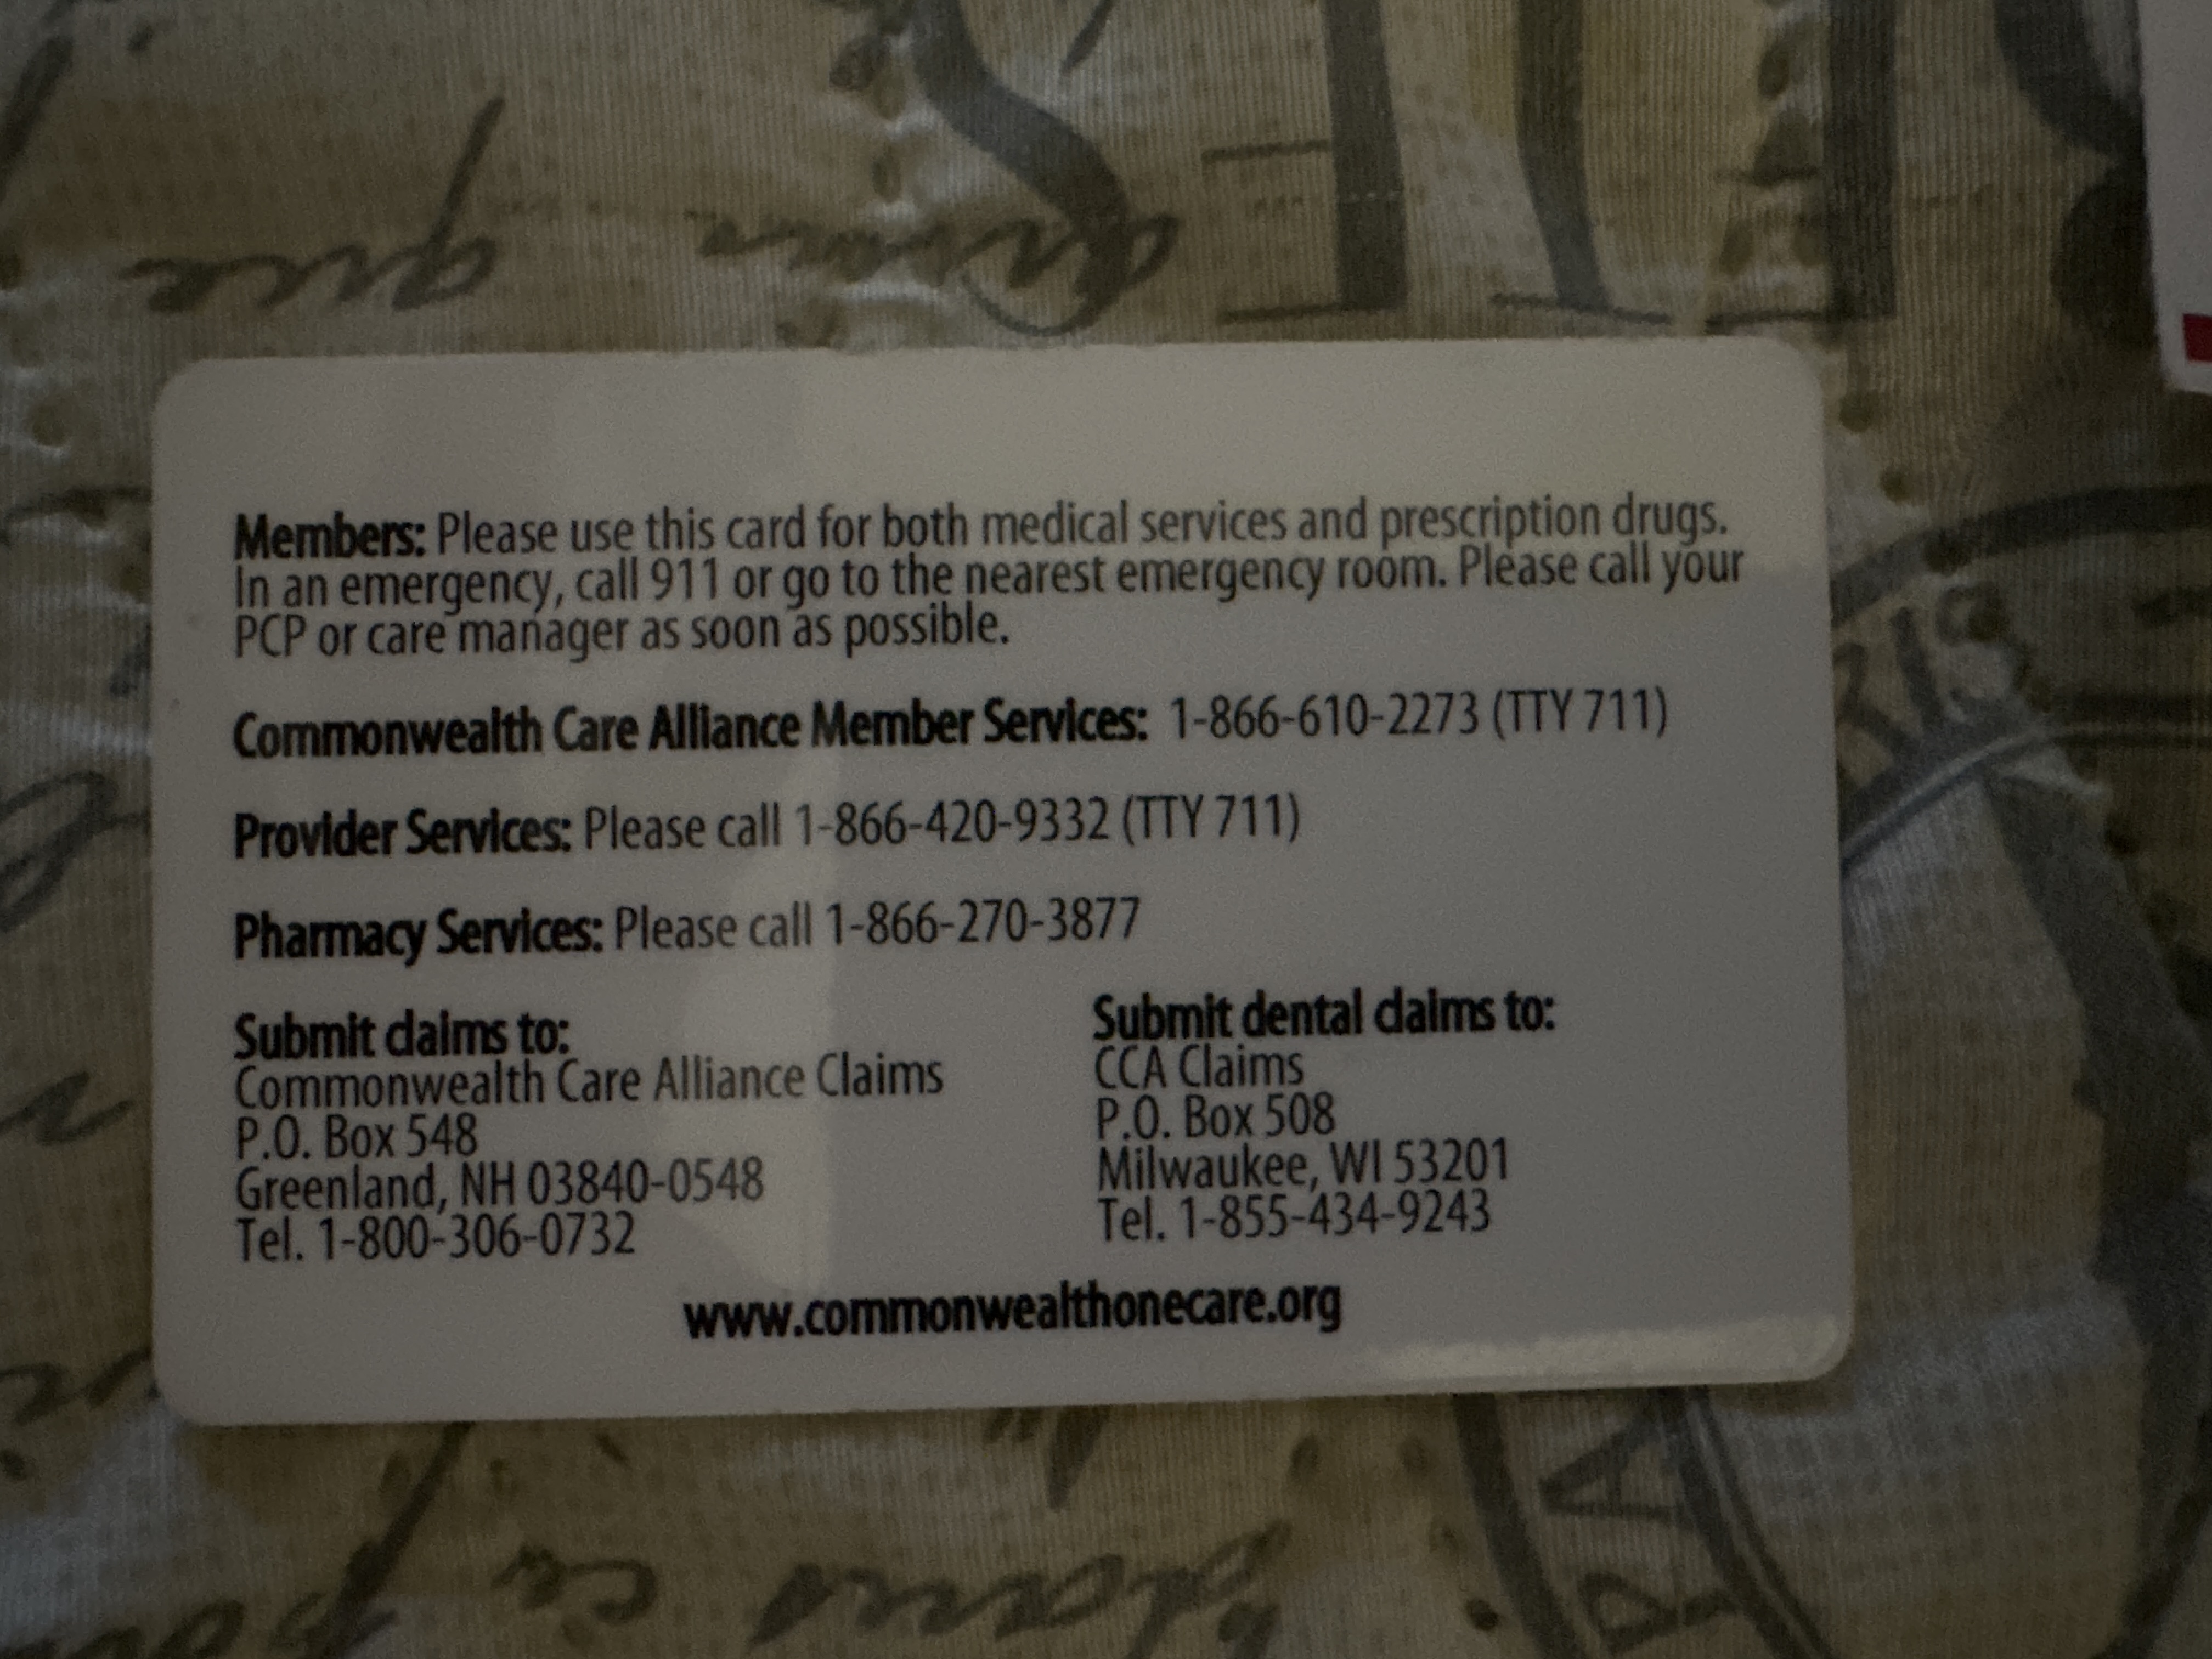 que
Members: Please use this card for both medical services and prescription drugs.
In an emergency, call 911 or go to the nearest emergency room. Please call your
PCP or care manager as soon as possible.
Commonwealth Care Alliance Member Services: 1-866-610-2273 (TTY 711)
Provider Services: Please call 1-866-420-9332 (TTY 711)
Pharmacy Services: Please call 1-866-270-3877
Submit claims to:
Commonwealth Care Alliance Claims
P.O. Box 548
Greenland, NH 03840-0548
Tel. 1-800-306-0732
Submit dental claims to:
CCA Claims
P.O. Box 508
Milwaukee, WI 53201
Tel. 1-855-434-9243
www.commonwealthonecare.org